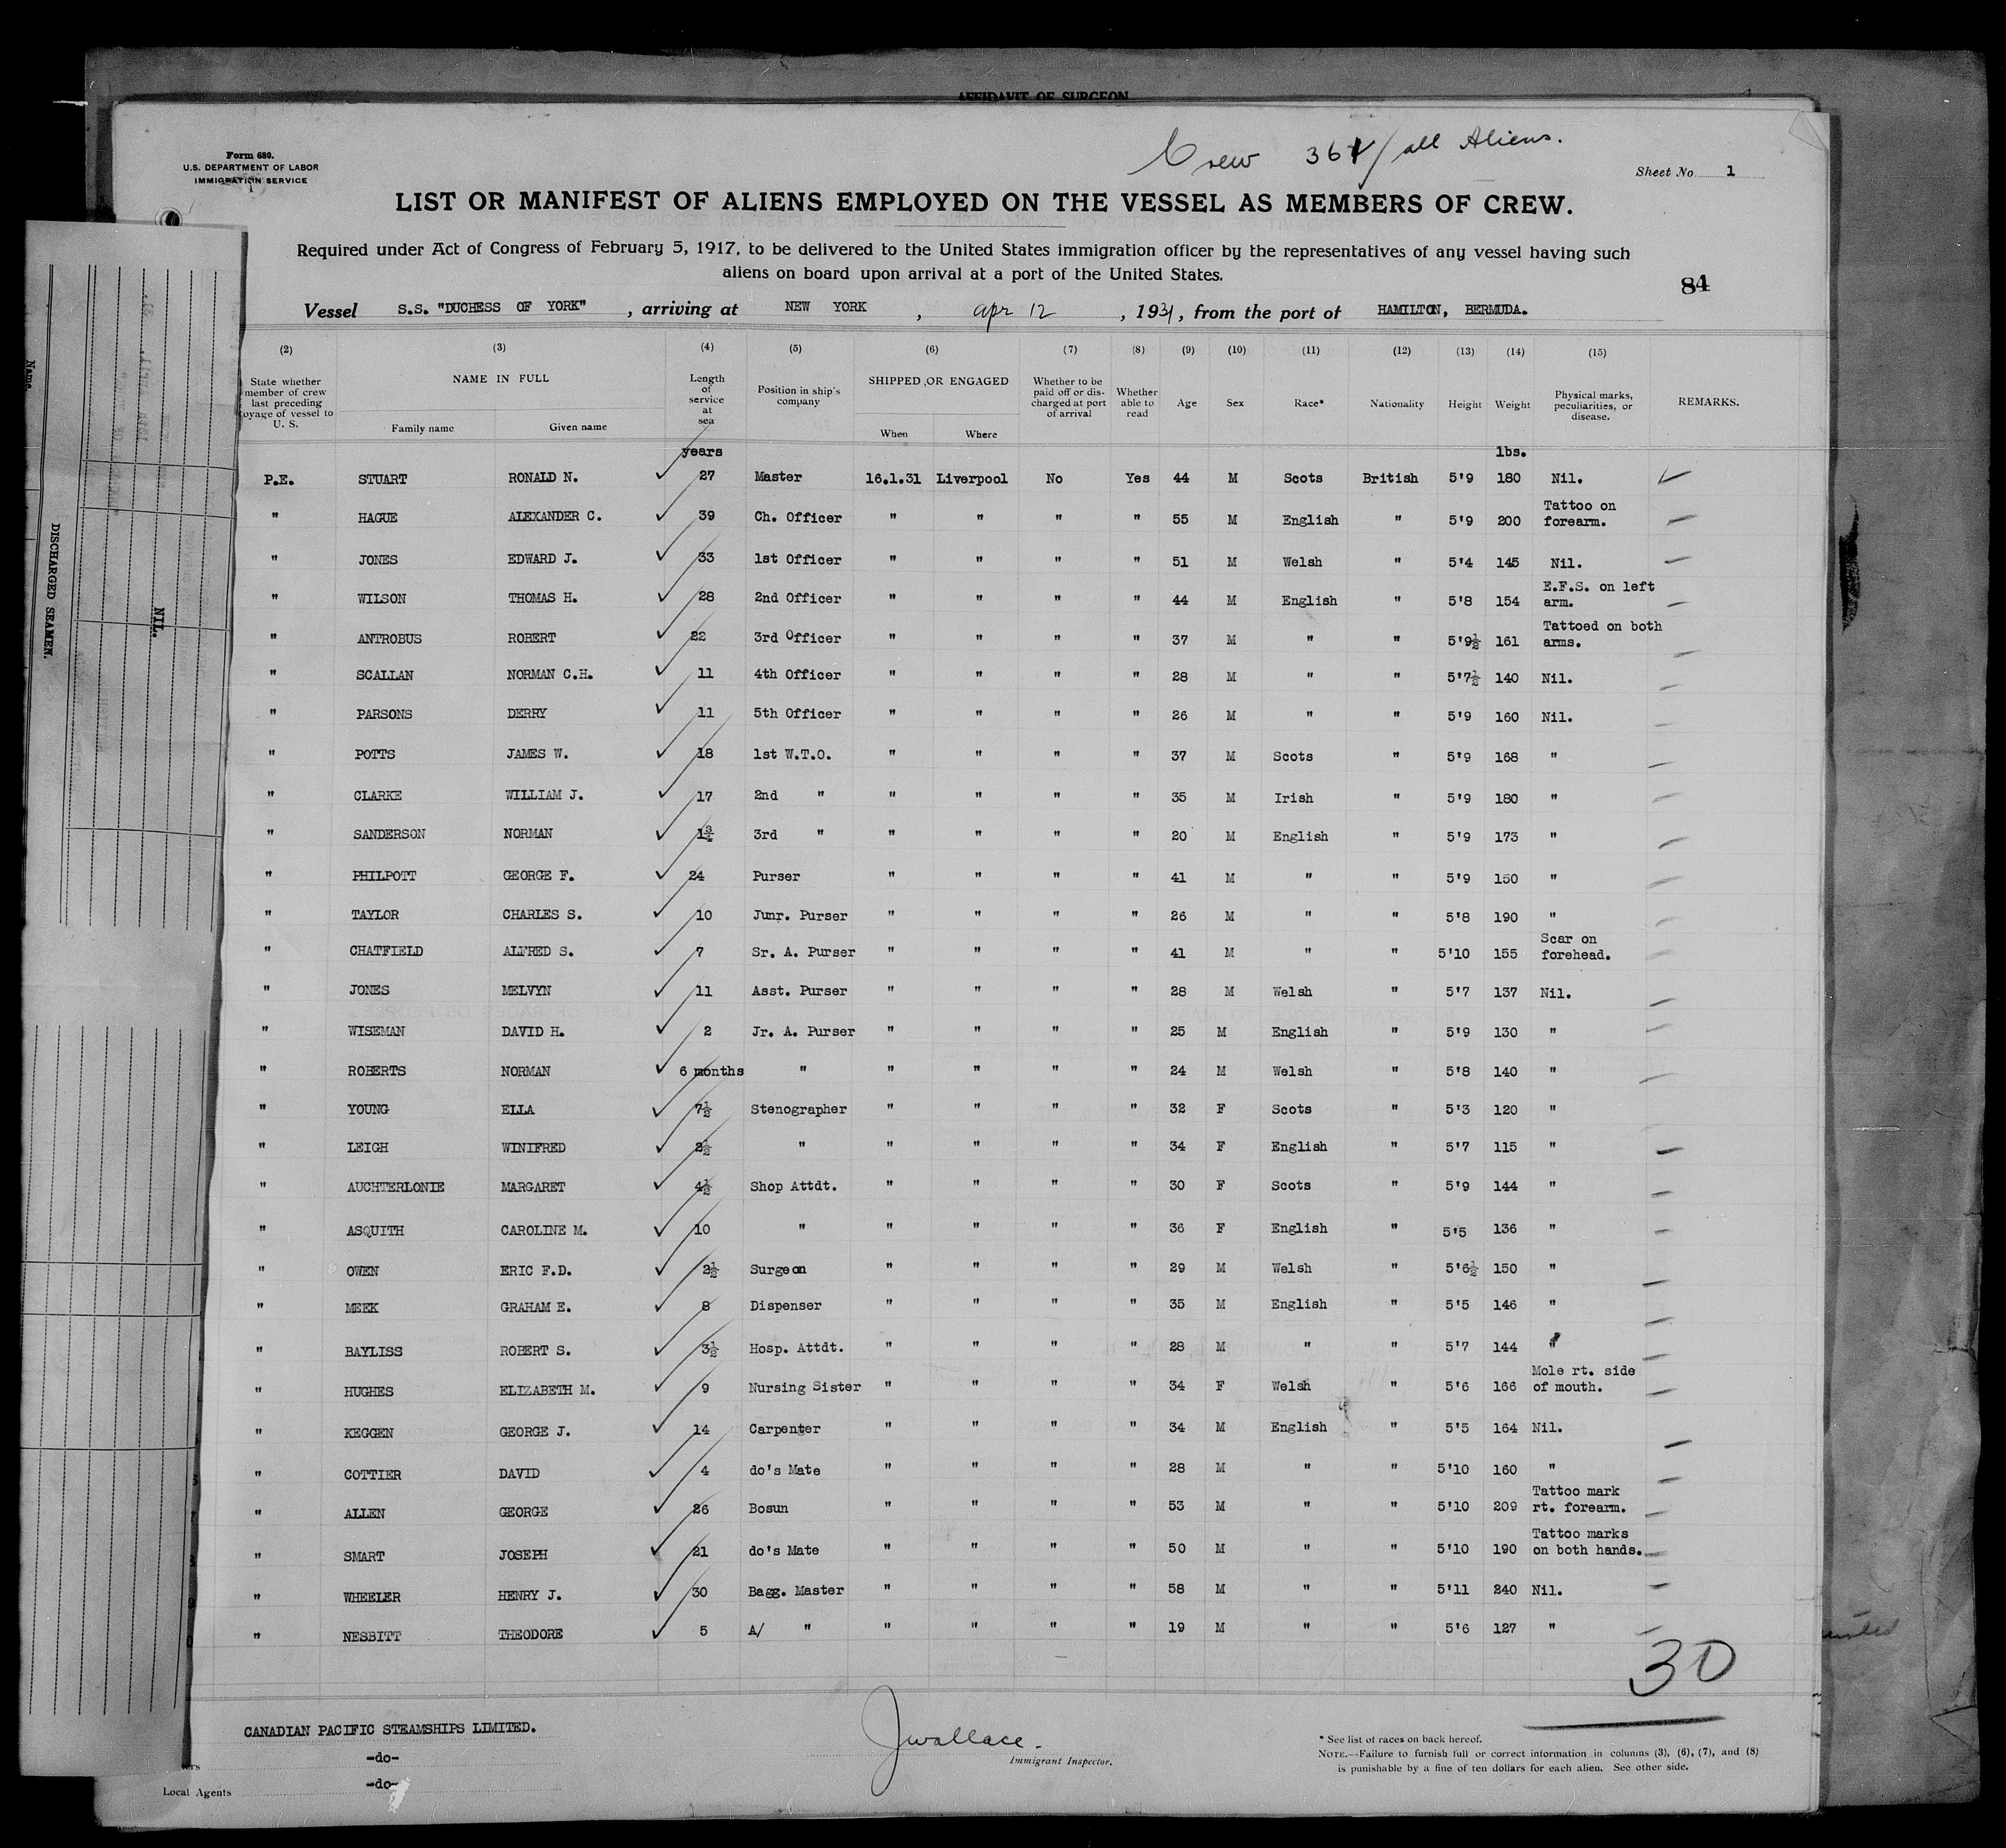 AFFIDAVIT OF SURGEON
Crew 364/ all Aliens.
Form 680.
U.S. DEPARTMENT OF LABOR
IMMIGRATION SERVICE
Sheet No. 1
LIST OR MANIFEST OF ALIENS EMPLOYED ON THE VESSEL AS MEMBERS OF CREW.
Required under Act of Congress of February 5, 1917, to be delivered to the United States immigration officer by the representatives of any vessel having such
aliens on board upon arrival at a port of the United States.
84
Vessel S.S. "DUCHESS OF YORK" , arriving at NEW YORK , Apr 12 , 1931, from the port of HAMILTON, BERMUDA.
(2) (3) (4) (5) (6) (7) (8) (9) (10) (11) (12) (13) (14) (15)
State whether member of crew last preceding voyage of vessel to U. S. NAME IN FULL Family name Given name Length of service at sea Position in ship's company SHIPPED OR ENGAGED When Where Whether to be paid off or discharged at port of arrival Whether able to read Age Sex Race* Nationality Height Weight Physical marks, peculiarities, or disease. REMARKS.
years lbs.
P.E. STUART RONALD N. 27 Master 16.1.31 Liverpool No Yes 44 M Scots British 5'9 180 Nil.
" HAGUE ALEXANDER C. 39 Ch. Officer " " " " 55 M English " 5'9 200 Tattoo on forearm.
" JONES EDWARD J. 33 1st Officer " " " " 51 M Welsh " 5'4 145 Nil.
" WILSON THOMAS H. 28 2nd Officer " " " " 44 M English " 5'8 154 E.F.S. on left arm.
" ANTROBUS ROBERT 22 3rd Officer " " " " 37 M " " 5'9½ 161 Tattoed on both arms.
" SCALLAN NORMAN C.H. 11 4th Officer " " " " 28 M " " 5'7½ 140 Nil.
" PARSONS DERRY 11 5th Officer " " " " 26 M " " 5'9 160 Nil.
" POTTS JAMES W. 18 1st W.T.O. " " " " 37 M Scots " 5'9 168 "
" CLARKE WILLIAM J. 17 2nd " " " " " 35 M Irish " 5'9 180 "
" SANDERSON NORMAN 1¾ 3rd " " " " " 20 M English " 5'9 173 "
" PHILPOTT GEORGE F. 24 Purser " " " " 41 M " " 5'9 150 "
" TAYLOR CHARLES S. 10 Junr. Purser " " " " 26 M " " 5'8 190 "
" CHATFIELD ALFRED S. 7 Sr. A. Purser " " " " 41 M " " 5'10 155 Scar on forehead.
" JONES MELVYN 11 Asst. Purser " " " " 28 M Welsh " 5'7 137 Nil.
" WISEMAN DAVID H. 2 Jr. A. Purser " " " " 25 M English " 5'9 130 "
" ROBERTS NORMAN 6 months " " " " " 24 M Welsh " 5'8 140 "
" YOUNG ELLA 7½ Stenographer " " " " 32 F Scots " 5'3 120 "
" LEIGH WINIFRED 2½ " " " " " 34 F English " 5'7 115 "
" AUCHTERLONIE MARGARET 4½ Shop Attdt. " " " " 30 F Scots " 5'9 144 "
" ASQUITH CAROLINE M. 10 " " " " " 36 F English " 5'5 136 "
" OWEN ERIC F.D. 2½ Surgeon " " " " 29 M Welsh " 5'6½ 150 "
" MEEK GRAHAM E. 8 Dispenser " " " " 35 M English " 5'5 146 "
" BAYLISS ROBERT S. 3½ Hosp. Attdt. " " " " 28 M " " 5'7 144 "
" HUGHES ELIZABETH M. 9 Nursing Sister " " " " 34 F Welsh " 5'6 166 Mole rt. side of mouth.
" KEGGEN GEORGE J. 14 Carpenter " " " " 34 M English " 5'5 164 Nil.
" COTTIER DAVID 4 do's Mate " " " " 28 M " " 5'10 160 "
" ALLEN GEORGE 26 Bosun " " " " 53 M " " 5'10 209 Tattoo mark rt. forearm.
" SMART JOSEPH 21 do's Mate " " " " 50 M " " 5'10 190 Tattoo marks on both hands.
" WHEELER HENRY J. 30 Bagg. Master " " " " 58 M " " 5'11 240 Nil.
" NESBITT THEODORE 5 A/ " " " " " 19 M " " 5'6 127 "
30
CANADIAN PACIFIC STEAMSHIPS LIMITED.
-do-
Local Agents -do-
J Wallace.
Immigrant Inspector.
* See list of races on back hereof.
NOTE.—Failure to furnish full or correct information in columns (3), (6), (7), and (8)
is punishable by a fine of ten dollars for each alien. See other side.
Name
DISCHARGED SEAMEN.
NIL.